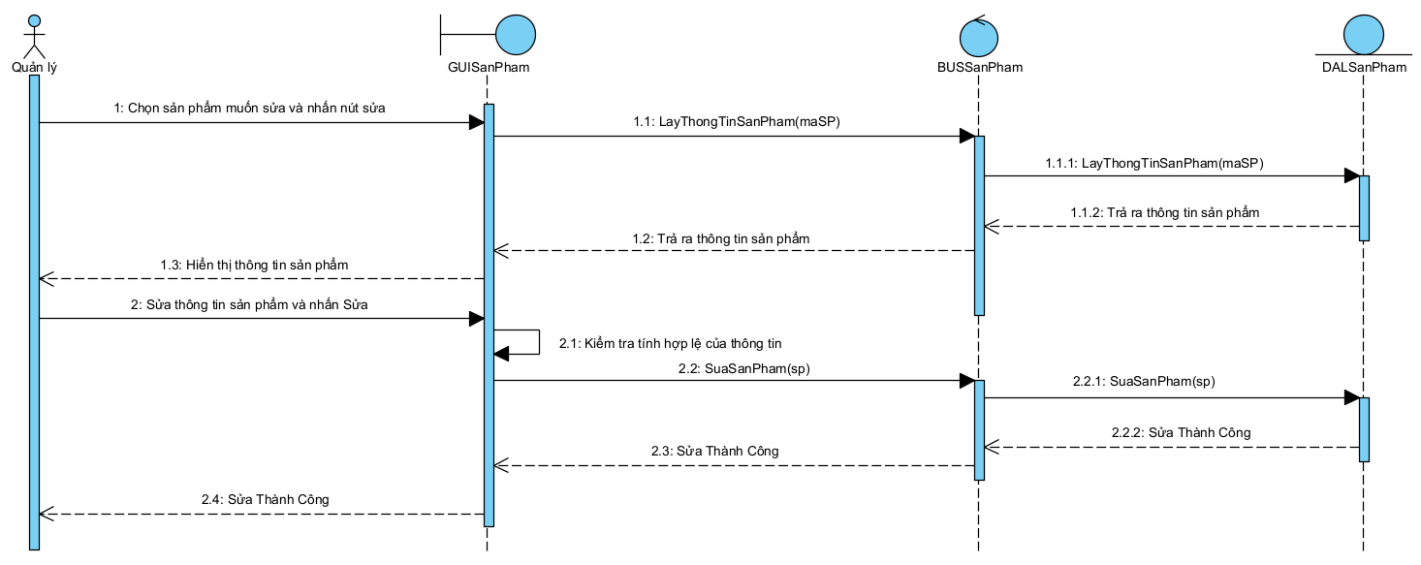 Quản lý
GUISanPham
BUSSanPham
DALSanPham
1: Chọn sản phẩm muốn sửa và nhấn nút sửa
1.1: LayThongTinSanPham(maSP)
1.1.1: LayThongTinSanPham(maSP)
1.1.2: Trả ra thông tin sản phẩm
1.2: Trả ra thông tin sản phẩm
1.3: Hiển thị thông tin sản phẩm
2: Sửa thông tin sản phẩm và nhấn Sửa
2.1: Kiểm tra tính hợp lệ của thông tin
2.2: SuaSanPham(sp)
2.2.1: SuaSanPham(sp)
2.2.2: Sửa Thành Công
2.3: Sửa Thành Công
2.4: Sửa Thành Công